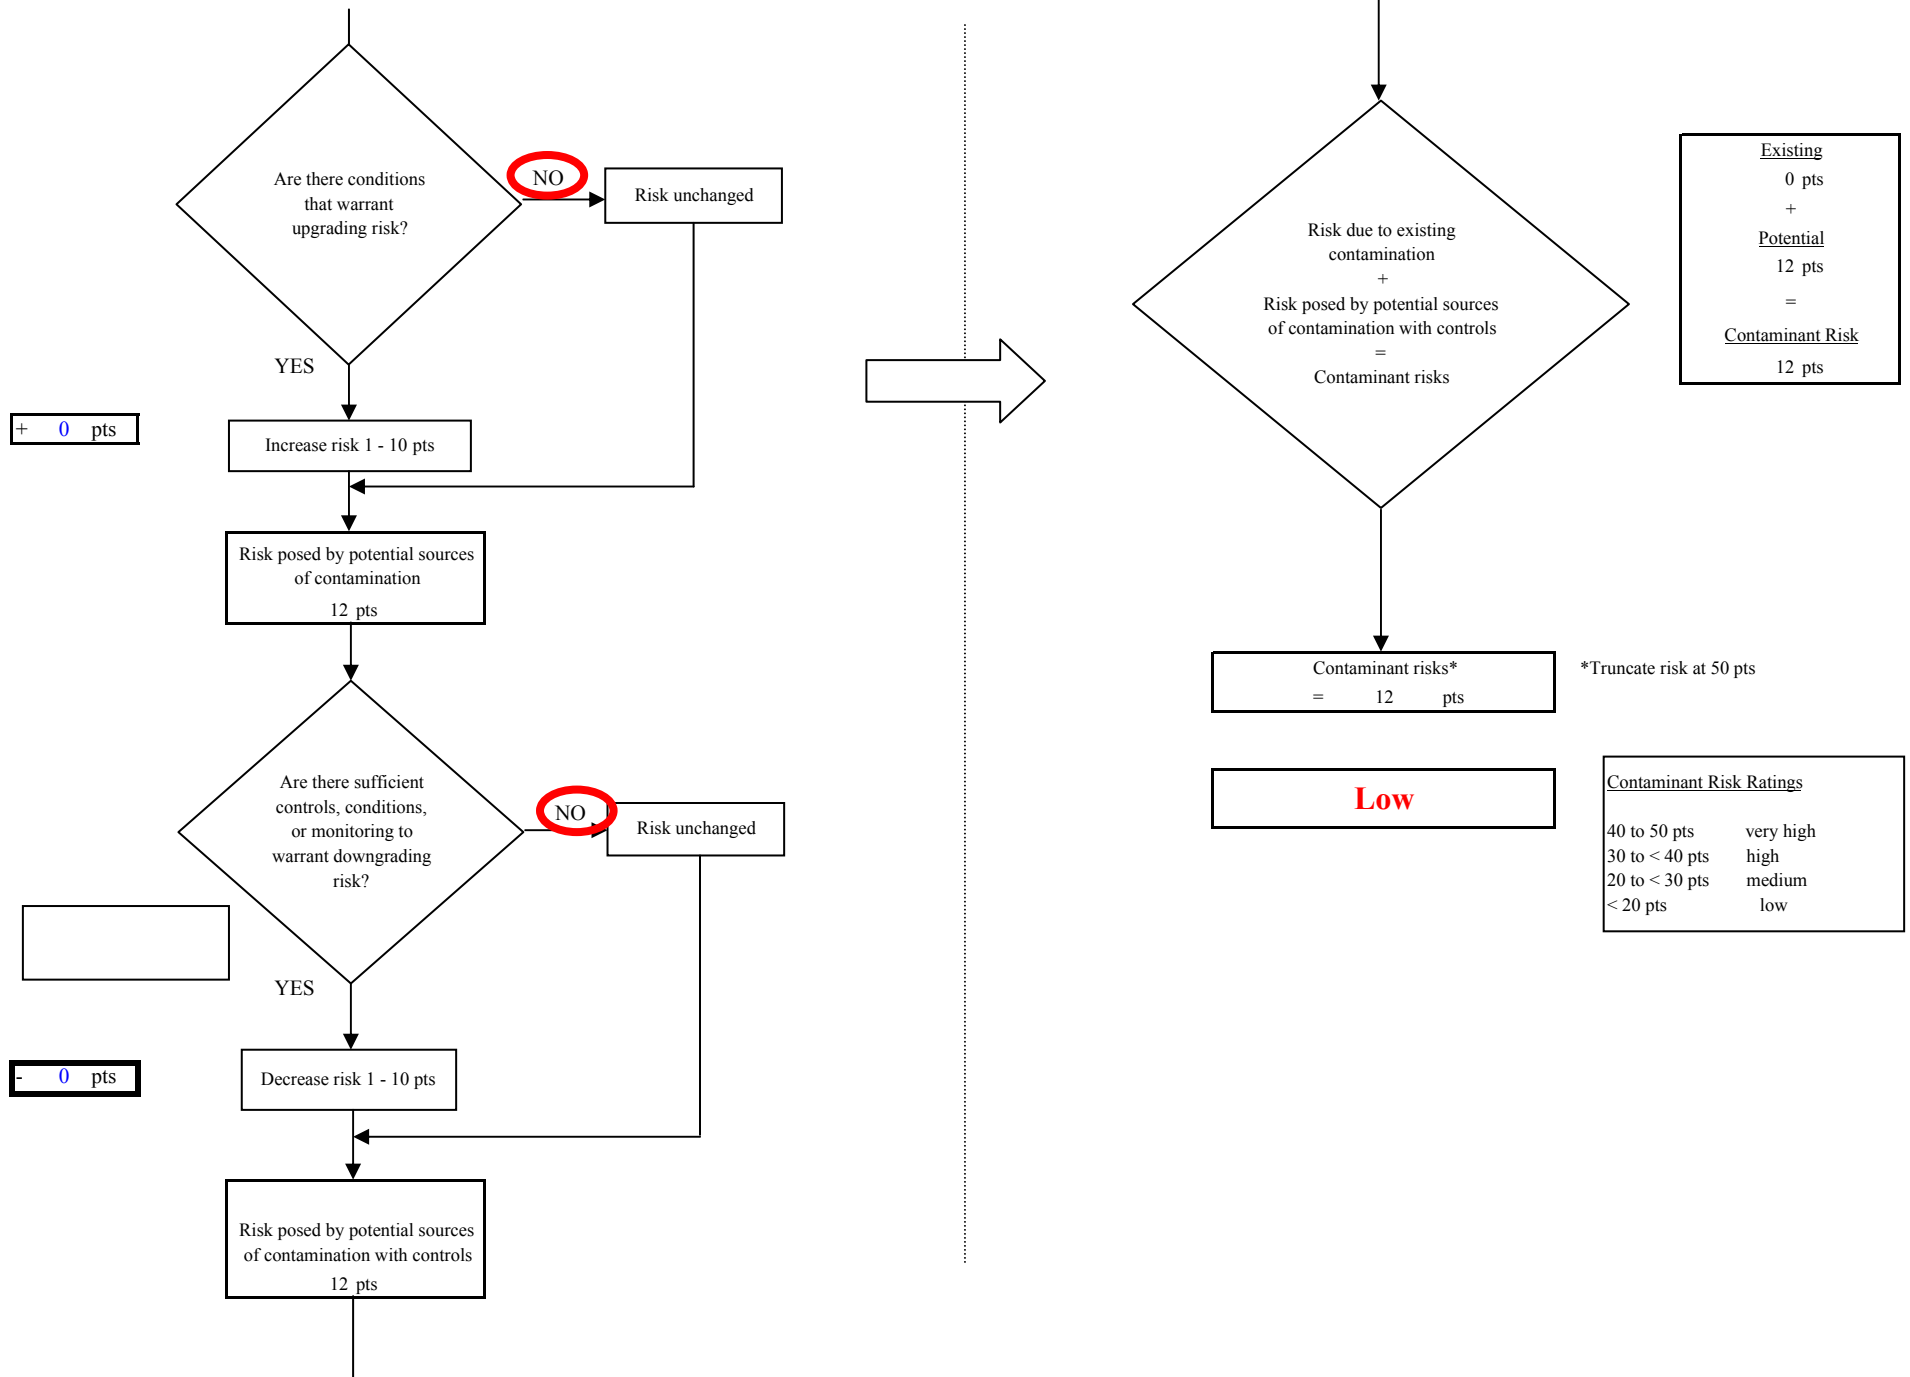 Are there conditions
that warrant
upgrading risk?
NO
Risk unchanged
YES
+ 0 pts
Increase risk 1 - 10 pts
Risk posed by potential sources
of contamination
12 pts
Are there sufficient
controls, conditions,
or monitoring to
warrant downgrading
risk?
NO
Risk unchanged
YES
- 0 pts
Decrease risk 1 - 10 pts
Risk posed by potential sources
of contamination with controls
12 pts
Risk due to existing
contamination
+
Risk posed by potential sources
of contamination with controls
=
Contaminant risks
Existing
0 pts
+
Potential
12 pts
=
Contaminant Risk
12 pts
Contaminant risks*
= 12 pts
*Truncate risk at 50 pts
Low
Contaminant Risk Ratings
40 to 50 pts very high
30 to < 40 pts high
20 to < 30 pts medium
< 20 pts low